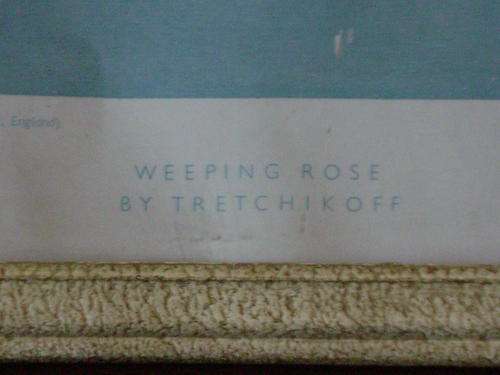 . England)
WEEPING ROSE
BY TRETCHIKOFF